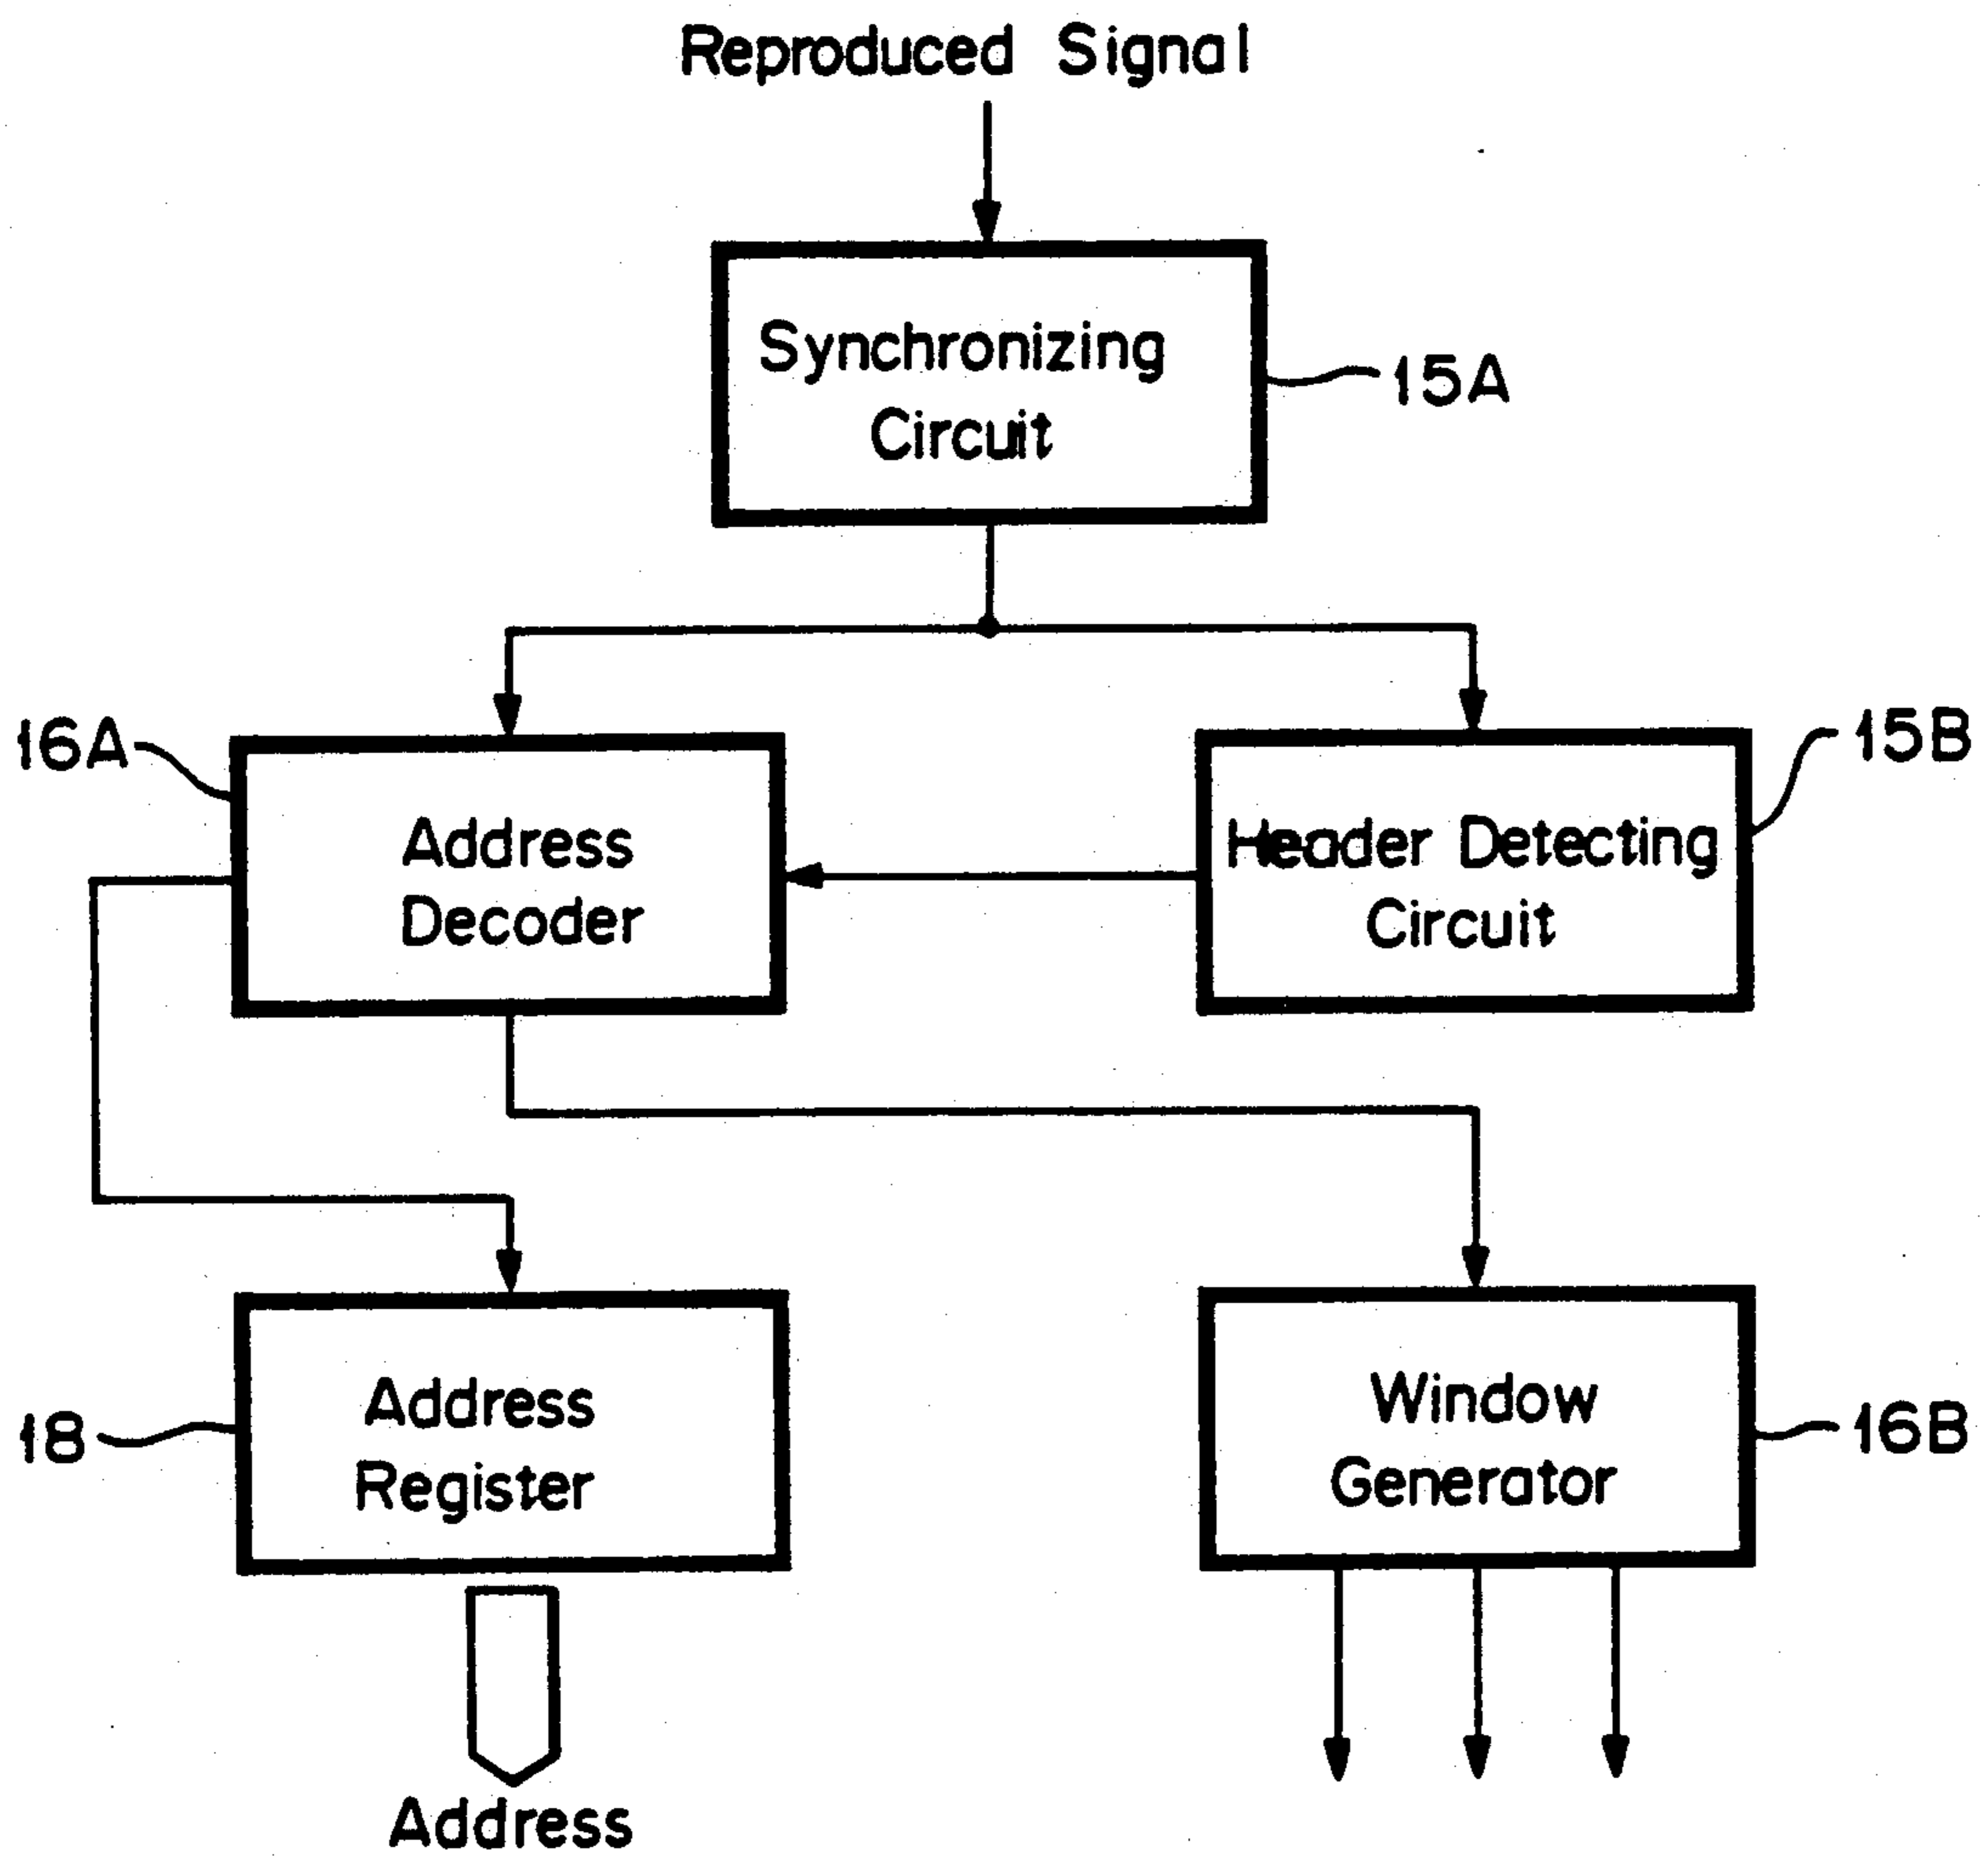 Reproduced Signal
Synchronizing
Circuit
15A
16A
Address
Decoder
15B
Header Detecting
Circuit
18
Address
Register
Window
Generator
16B
Address